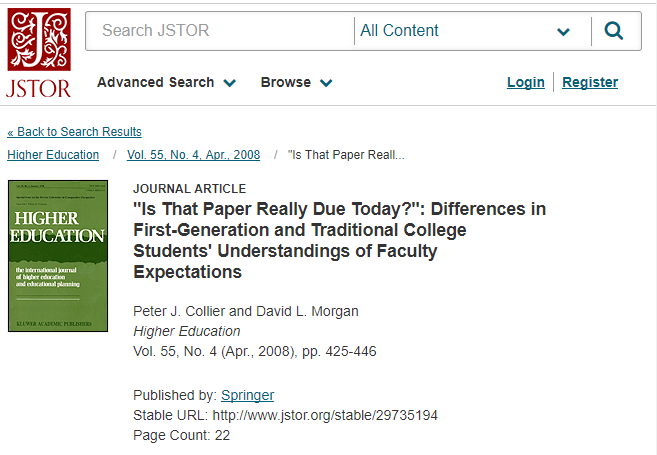 JSTOR
Search JSTOR
All Content
Advanced Search
Browse
Login
Register
« Back to Search Results
Higher Education / Vol. 55, No. 4, Apr., 2008 / "Is That Paper Reall...
HIGHER
EDUCATION
the international journal
of higher education
and educational planning
KLUWER ACADEMIC PUBLISHERS
JOURNAL ARTICLE
"Is That Paper Really Due Today?": Differences in
First-Generation and Traditional College
Students' Understandings of Faculty
Expectations
Peter J. Collier and David L. Morgan
Higher Education
Vol. 55, No. 4 (Apr., 2008), pp. 425-446
Published by: Springer
Stable URL: http://www.jstor.org/stable/29735194
Page Count: 22